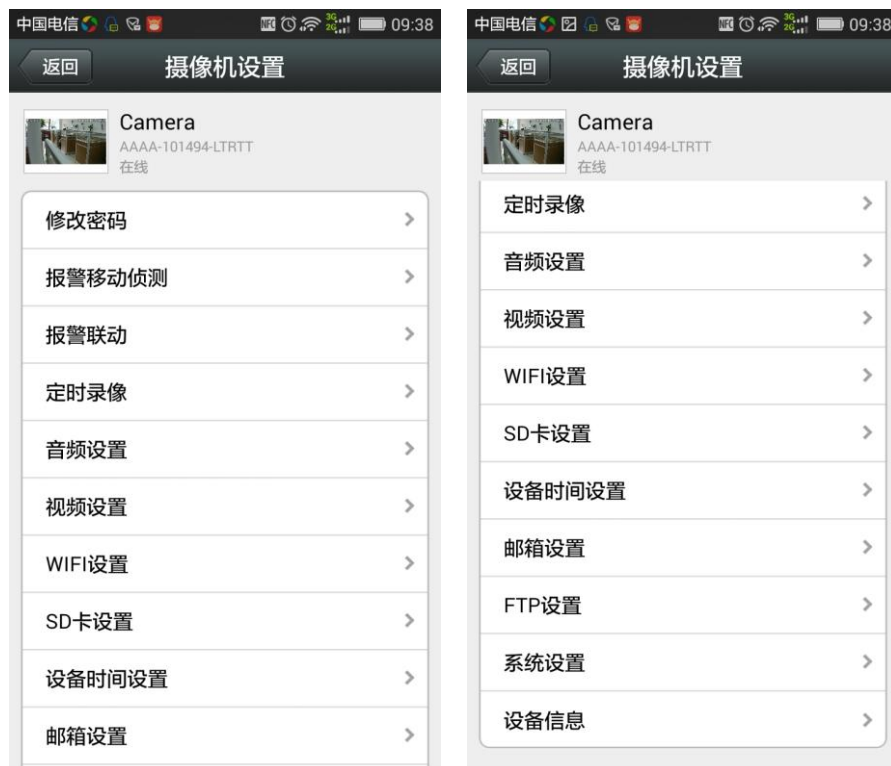 中国电信 NFC 3G 2G 09:38
返回 摄像机设置
Camera
AAAA-101494-LTRTT
在线
修改密码
报警移动侦测
报警联动
定时录像
音频设置
视频设置
WIFI设置
SD卡设置
设备时间设置
邮箱设置
中国电信 NFC 3G 2G 09:38
返回 摄像机设置
Camera
AAAA-101494-LTRTT
在线
定时录像
音频设置
视频设置
WIFI设置
SD卡设置
设备时间设置
邮箱设置
FTP设置
系统设置
设备信息